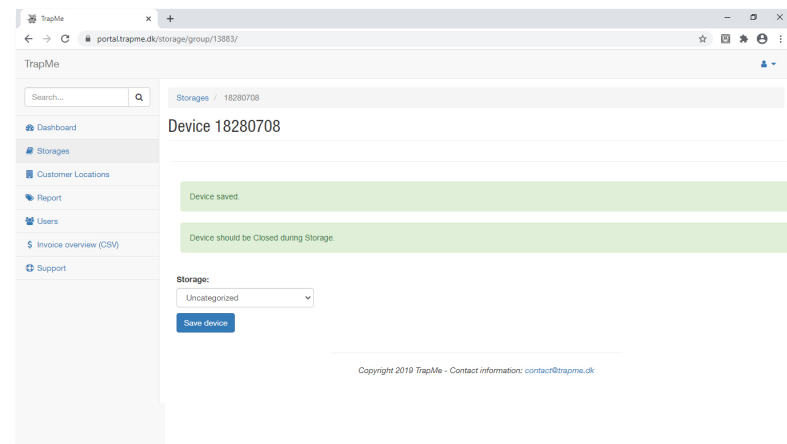 TrapMe
portal.trapme.dk/storage/group/13883/
TrapMe
Search...
Storages / 18280708
Dashboard
Device 18280708
Storages
Customer Locations
Report
Device saved.
Users
Device should be Closed during Storage.
$ Invoice overview (CSV)
Support
Storage:
Uncategorized
Save device
Copyright 2019 TrapMe - Contact information: contact@trapme.dk